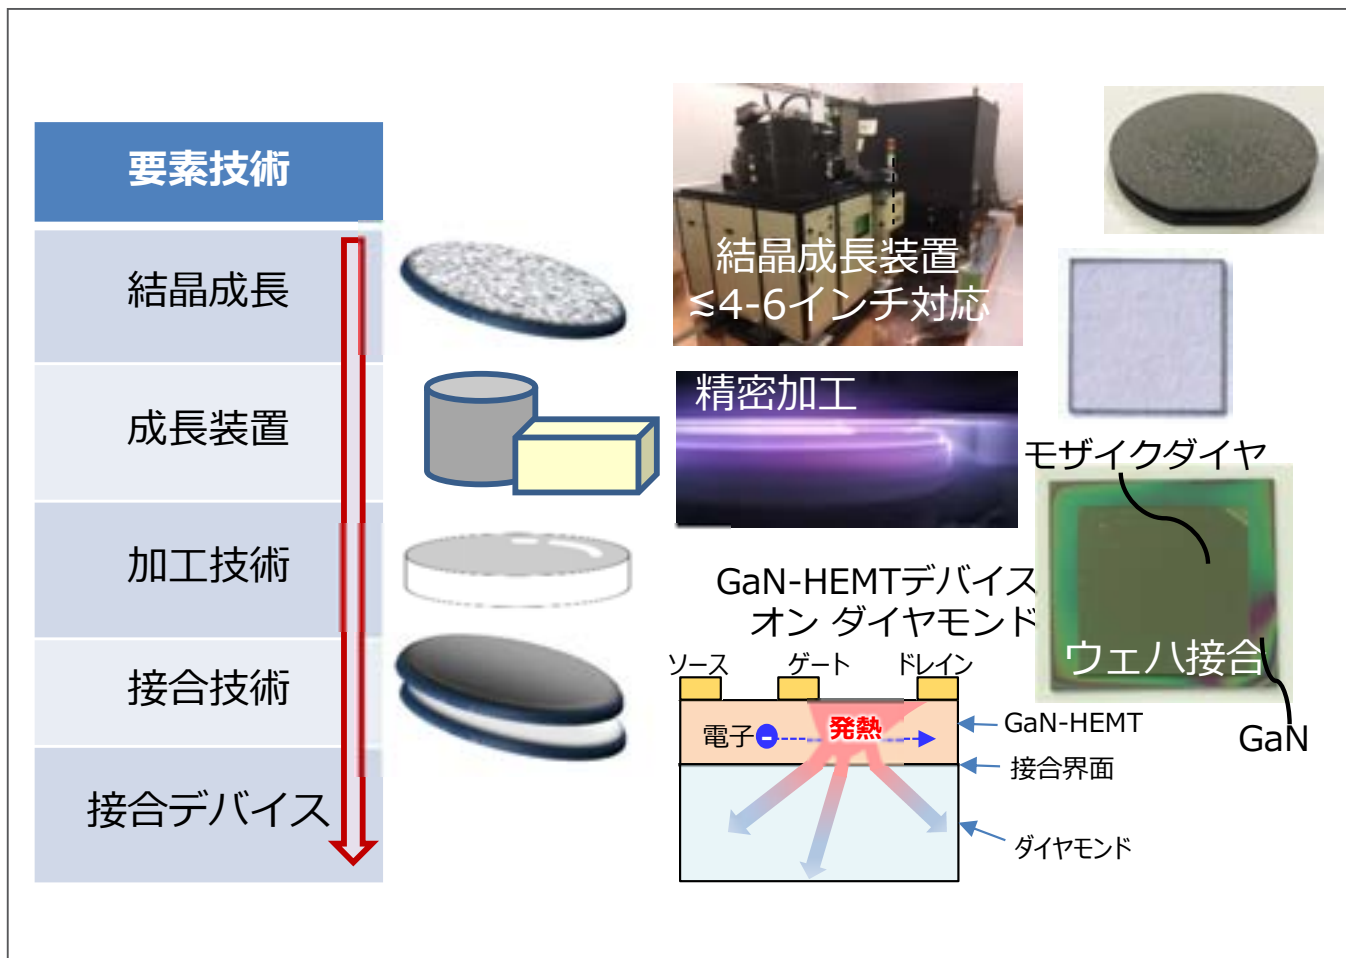 要素技術
結晶成長
成長装置
加工技術
接合技術
接合デバイス
結晶成長装置
≲4-6インチ対応
精密加工
モザイクダイヤ
ウェハ接合
GaN
GaN-HEMTデバイス
オン ダイヤモンド
ソース
ゲート
ドレイン
電子
-
発熱
GaN-HEMT
接合界面
ダイヤモンド